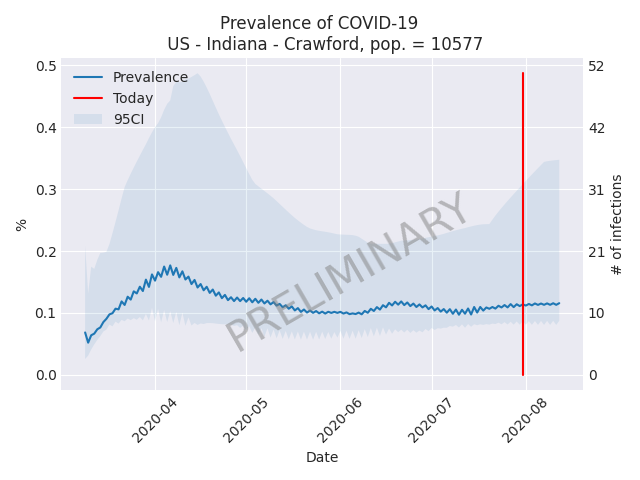 Prevalence of COVID-19
US - Indiana - Crawford, pop. = 10577
Prevalence
Today
95CI
PRELIMINARY
%
0.5
0.4
0.3
0.2
0.1
0.0
52
42
31
21
10
0
# of infections
2020-04
2020-05
2020-06
2020-07
2020-08
Date